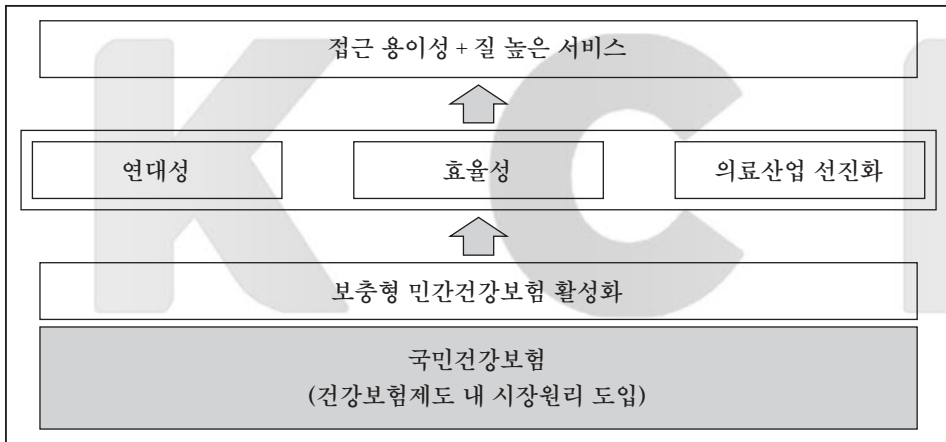 접근 용이성 + 질 높은 서비스
연대성
효율성
의료산업 선진화
보충형 민간건강보험 활성화
국민건강보험
(건강보험제도 내 시장원리 도입)